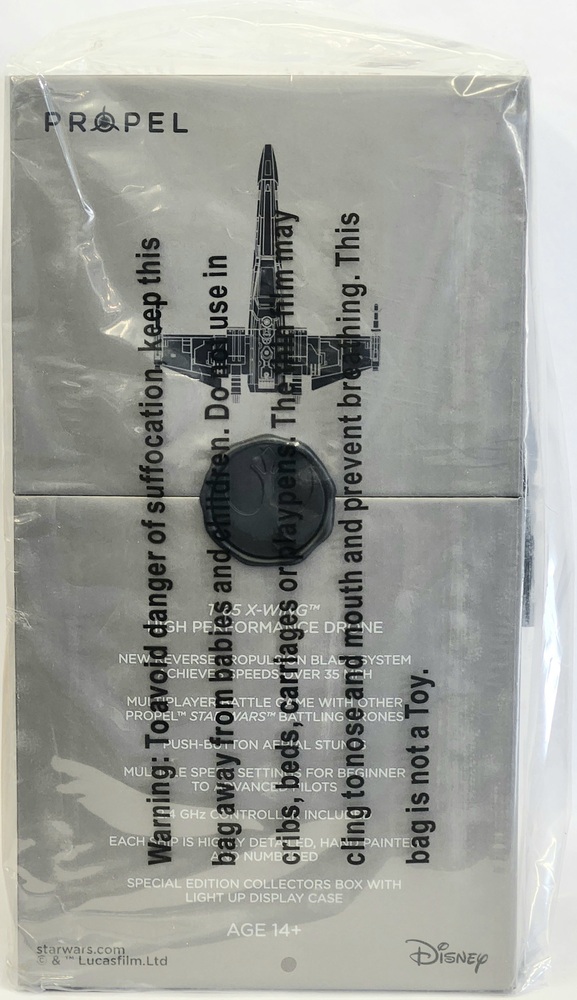 PROPEL
Warning: To avoid danger of suffocation, keep this
bag away from babies and children. Do not use in
cribs, beds, carriages or playpens. The thin film may
cling to nose and mouth and prevent breathing. This
bag is not a Toy.
X-WING™
HIGH PERFORMANCE DRONE
NEW REVERSE PROPULSION BLADE SYSTEM
ACHIEVES SPEEDS OVER 35 MPH
MULTIPLAYER BATTLE GAME WITH OTHER
PROPEL™ STAR WARS™ BATTLING DRONES
PUSH-BUTTON AERIAL STUNTS
MULTIPLE SPEED SETTINGS FOR BEGINNER
TO ADVANCED PILOTS
GHz CONTROLLER INCLUDED
EACH SHIP IS HIGHLY DETAILED, HAND PAINTED
AND NUMBERED
SPECIAL EDITION COLLECTORS BOX WITH
LIGHT UP DISPLAY CASE
AGE 14+
starwars.com
© & ™ Lucasfilm.Ltd
Disney